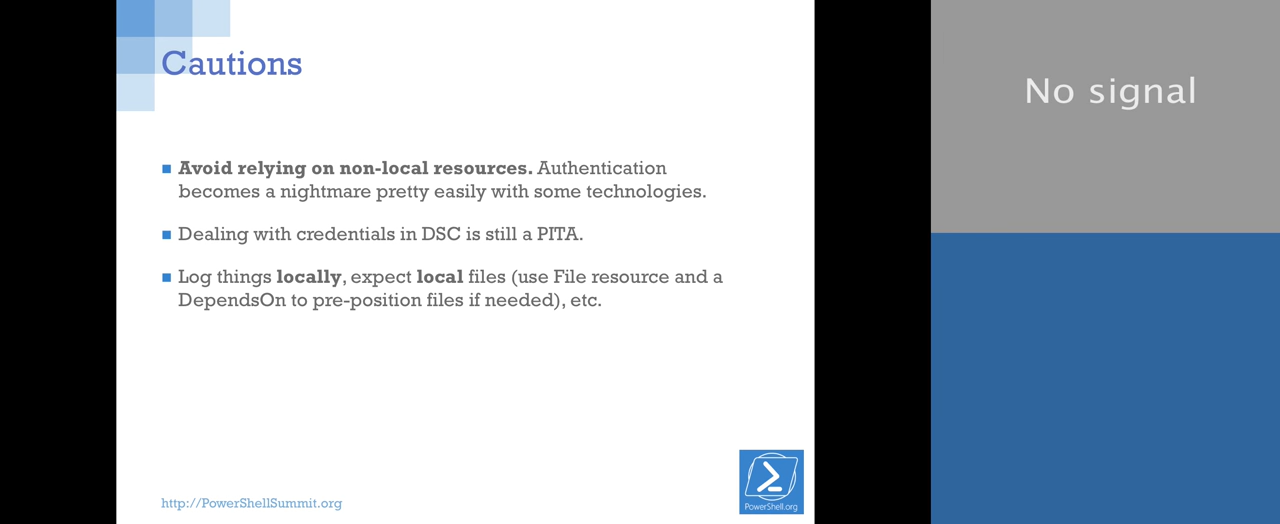 Cautions
No signal
■ Avoid relying on non-local resources. Authentication
becomes a nightmare pretty easily with some technologies.
■ Dealing with credentials in DSC is still a PITA.
■ Log things locally, expect local files (use File resource and a
DependsOn to pre-position files if needed), etc.
http://PowerShellSummit.org
PowerShell.org